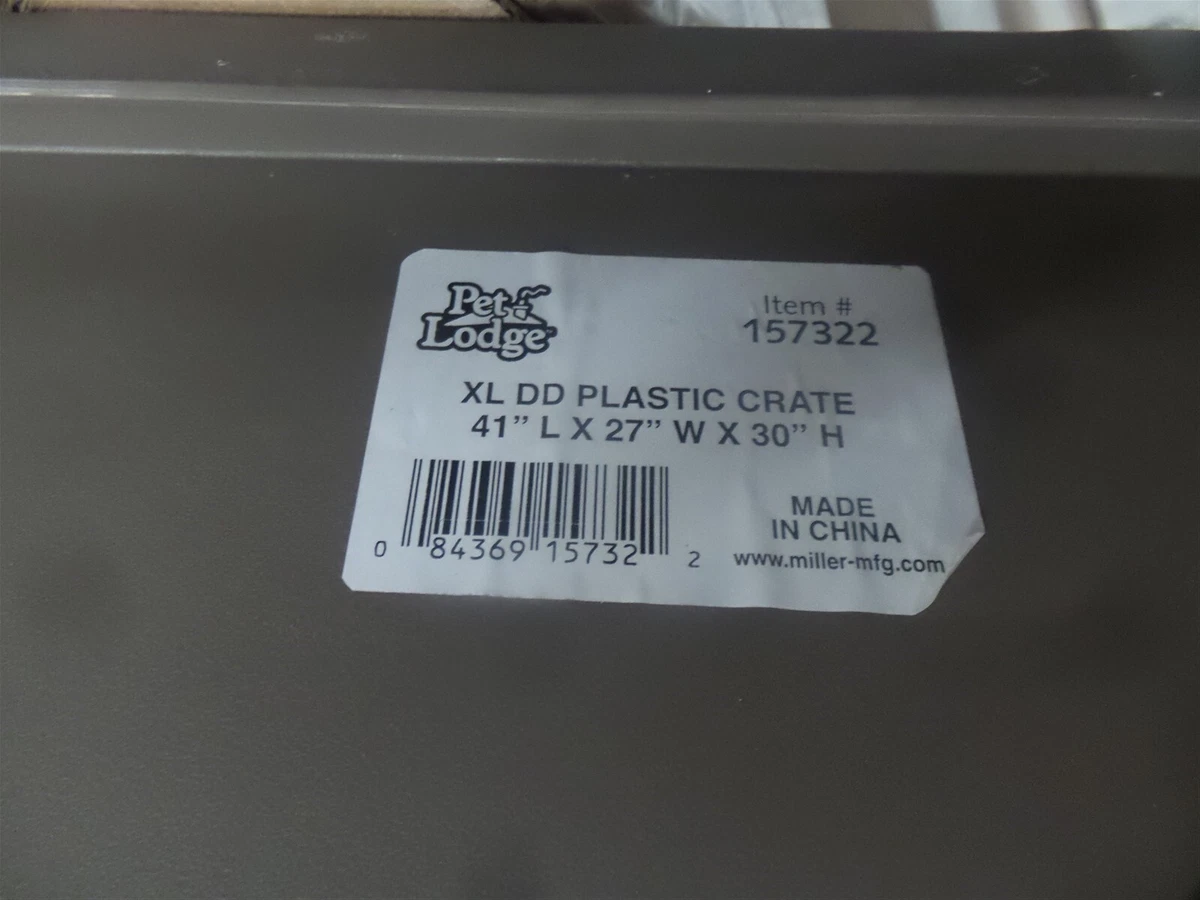 Pet
Lodge™
Item #
157322
XL DD PLASTIC CRATE
41” L X 27” W X 30” H
0 84369 15732 2
MADE
IN CHINA
www.miller-mfg.com